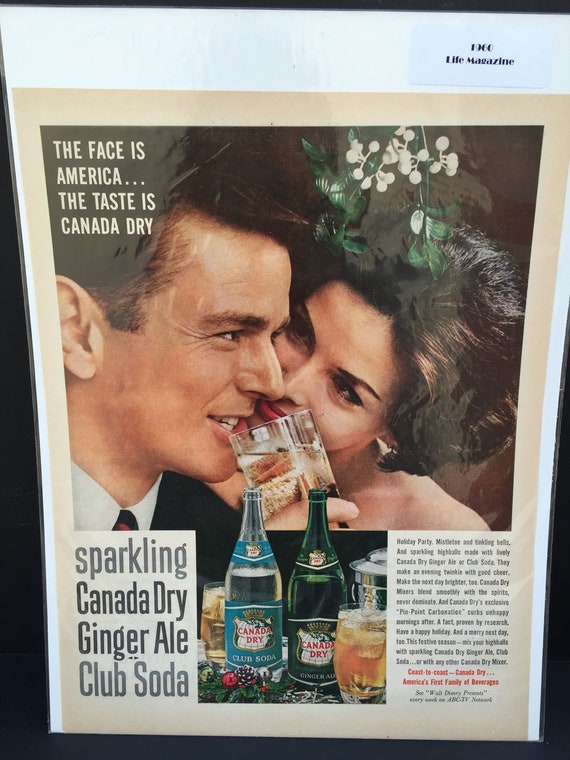 1960
Life Magazine
THE FACE IS
AMERICA...
THE TASTE IS
CANADA DRY
sparkling
Canada Dry
Ginger Ale
Club Soda
CANADA
DRY
CLUB SODA
CANADA
DRY
GINGER ALE
Holiday Party. Mistletoe and tinkling bells.
And sparkling highballs made with lively
Canada Dry Ginger Ale or Club Soda. They
make an evening twinkle with good cheer.
Make the next day brighter, too. Canada Dry
Mixers blend smoothly with the spirits,
never dominate. And Canada Dry's exclusive
"Pin-Point Carbonation" curbs unhappy
mornings after. A fact, proven by research.
Have a happy holiday. And a merry next day,
too. This festive season—mix your highballs
with sparkling Canada Dry Ginger Ale, Club
Soda...or with any other Canada Dry Mixer.
Coast-to-coast—Canada Dry...
America's First Family of Beverages
See "Walt Disney Presents"
every week on ABC-TV Network